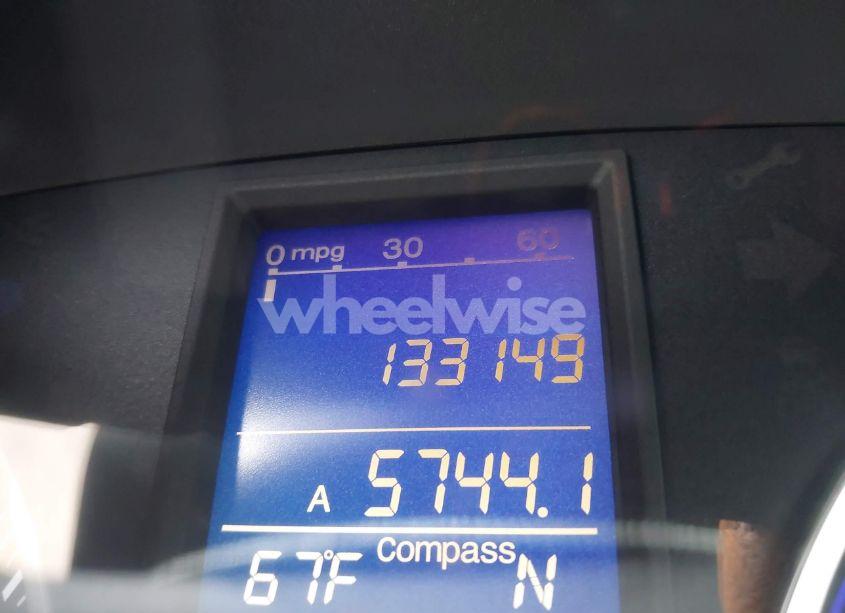 0 mpg 30 60
wheelwise
133149
A 5744.1
Compass
67°F N